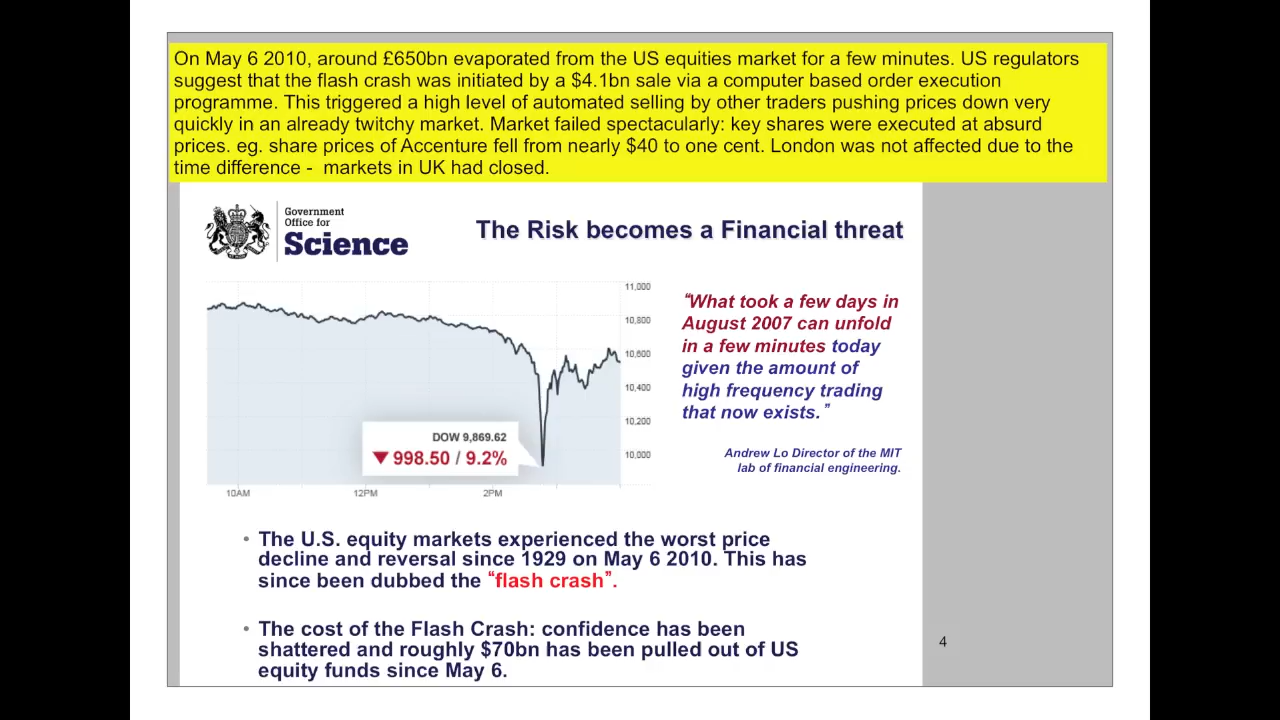 On May 6 2010, around £650bn evaporated from the US equities market for a few minutes. US regulators
suggest that the flash crash was initiated by a $4.1bn sale via a computer based order execution
programme. This triggered a high level of automated selling by other traders pushing prices down very
quickly in an already twitchy market. Market failed spectacularly: key shares were executed at absurd
prices. eg. share prices of Accenture fell from nearly $40 to one cent. London was not affected due to the
time difference -  markets in UK had closed.
Government
Office for
Science
The Risk becomes a Financial threat
11,000
10,800
10,600
10,400
10,200
10,000
DOW 9,869.62
▼ 998.50 / 9.2%
10AM
12PM
2PM
“What took a few days in
August 2007 can unfold
in a few minutes today
given the amount of
high frequency trading
that now exists.”
Andrew Lo Director of the MIT
lab of financial engineering.
• The U.S. equity markets experienced the worst price
decline and reversal since 1929 on May 6 2010. This has
since been dubbed the “flash crash”.
• The cost of the Flash Crash: confidence has been
shattered and roughly $70bn has been pulled out of US
equity funds since May 6.
4